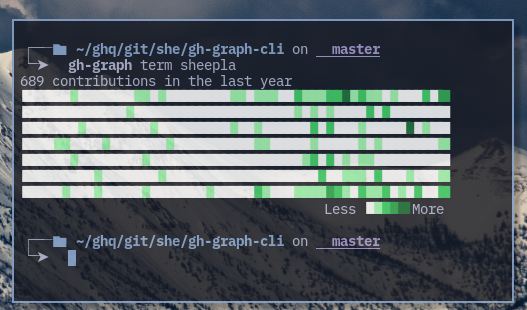 ~/ghq/git/she/gh-graph-cli on master
gh-graph term sheepla
689 contributions in the last year
Less More
~/ghq/git/she/gh-graph-cli on master